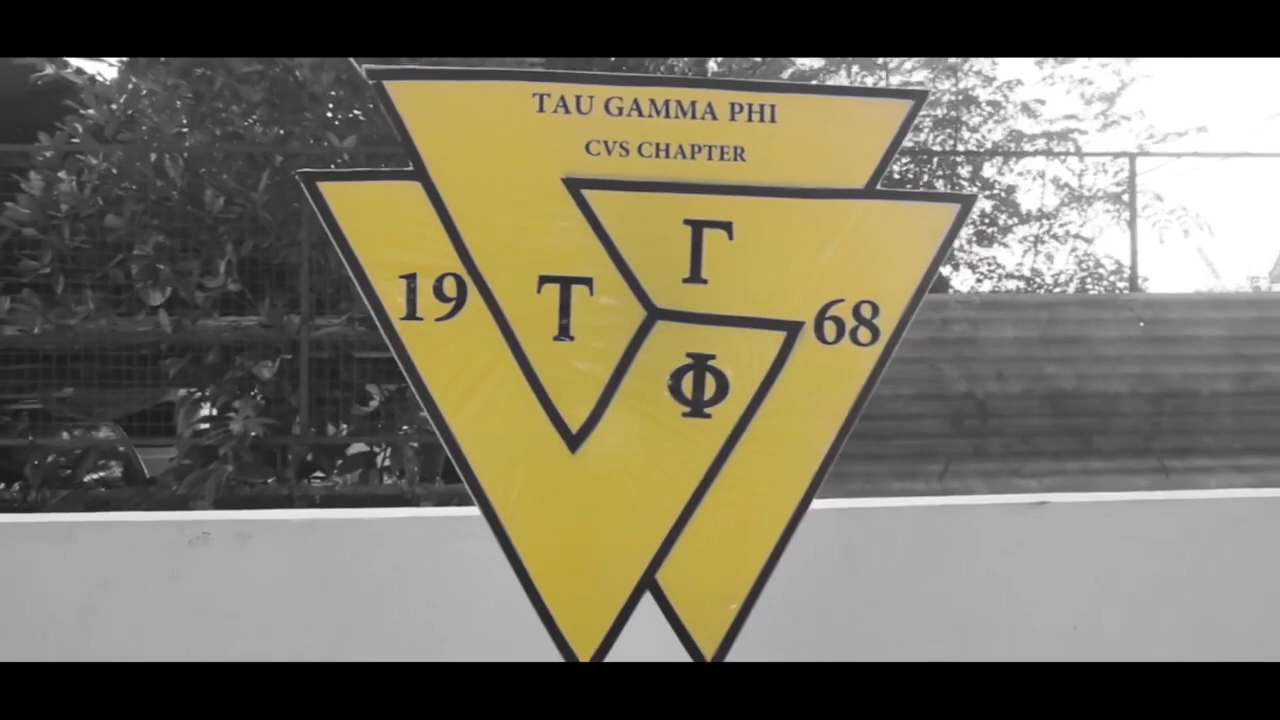 TAU GAMMA PHI
CVS CHAPTER
Γ
19
Τ
68
Φ